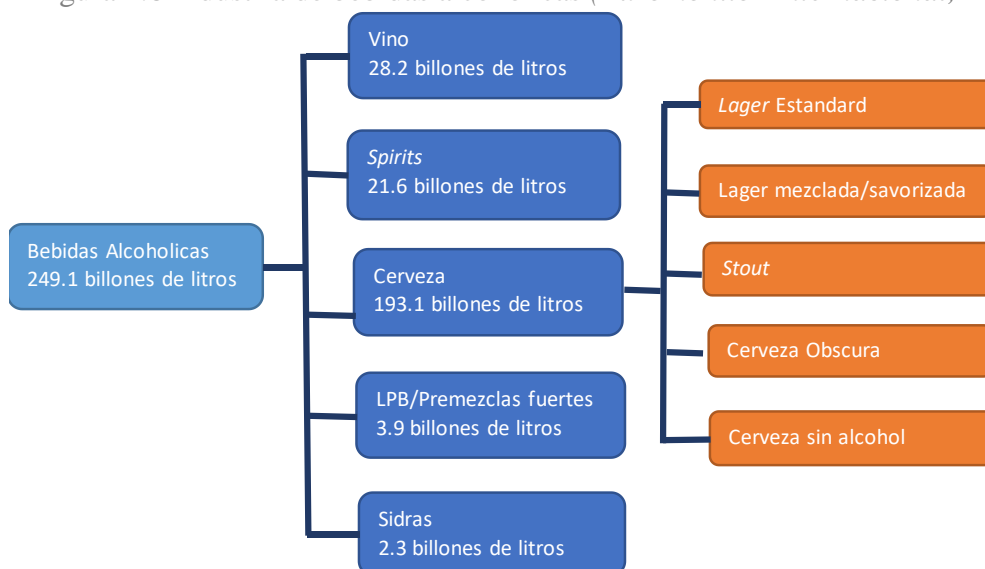 Bebidas Alcoholicas
249.1 billones de litros
Vino
28.2 billones de litros
Spirits
21.6 billones de litros
Cerveza
193.1 billones de litros
LPB/Premezclas fuertes
3.9 billones de litros
Sidras
2.3 billones de litros
Lager Estandard
Lager mezclada/savorizada
Stout
Cerveza Obscura
Cerveza sin alcohol